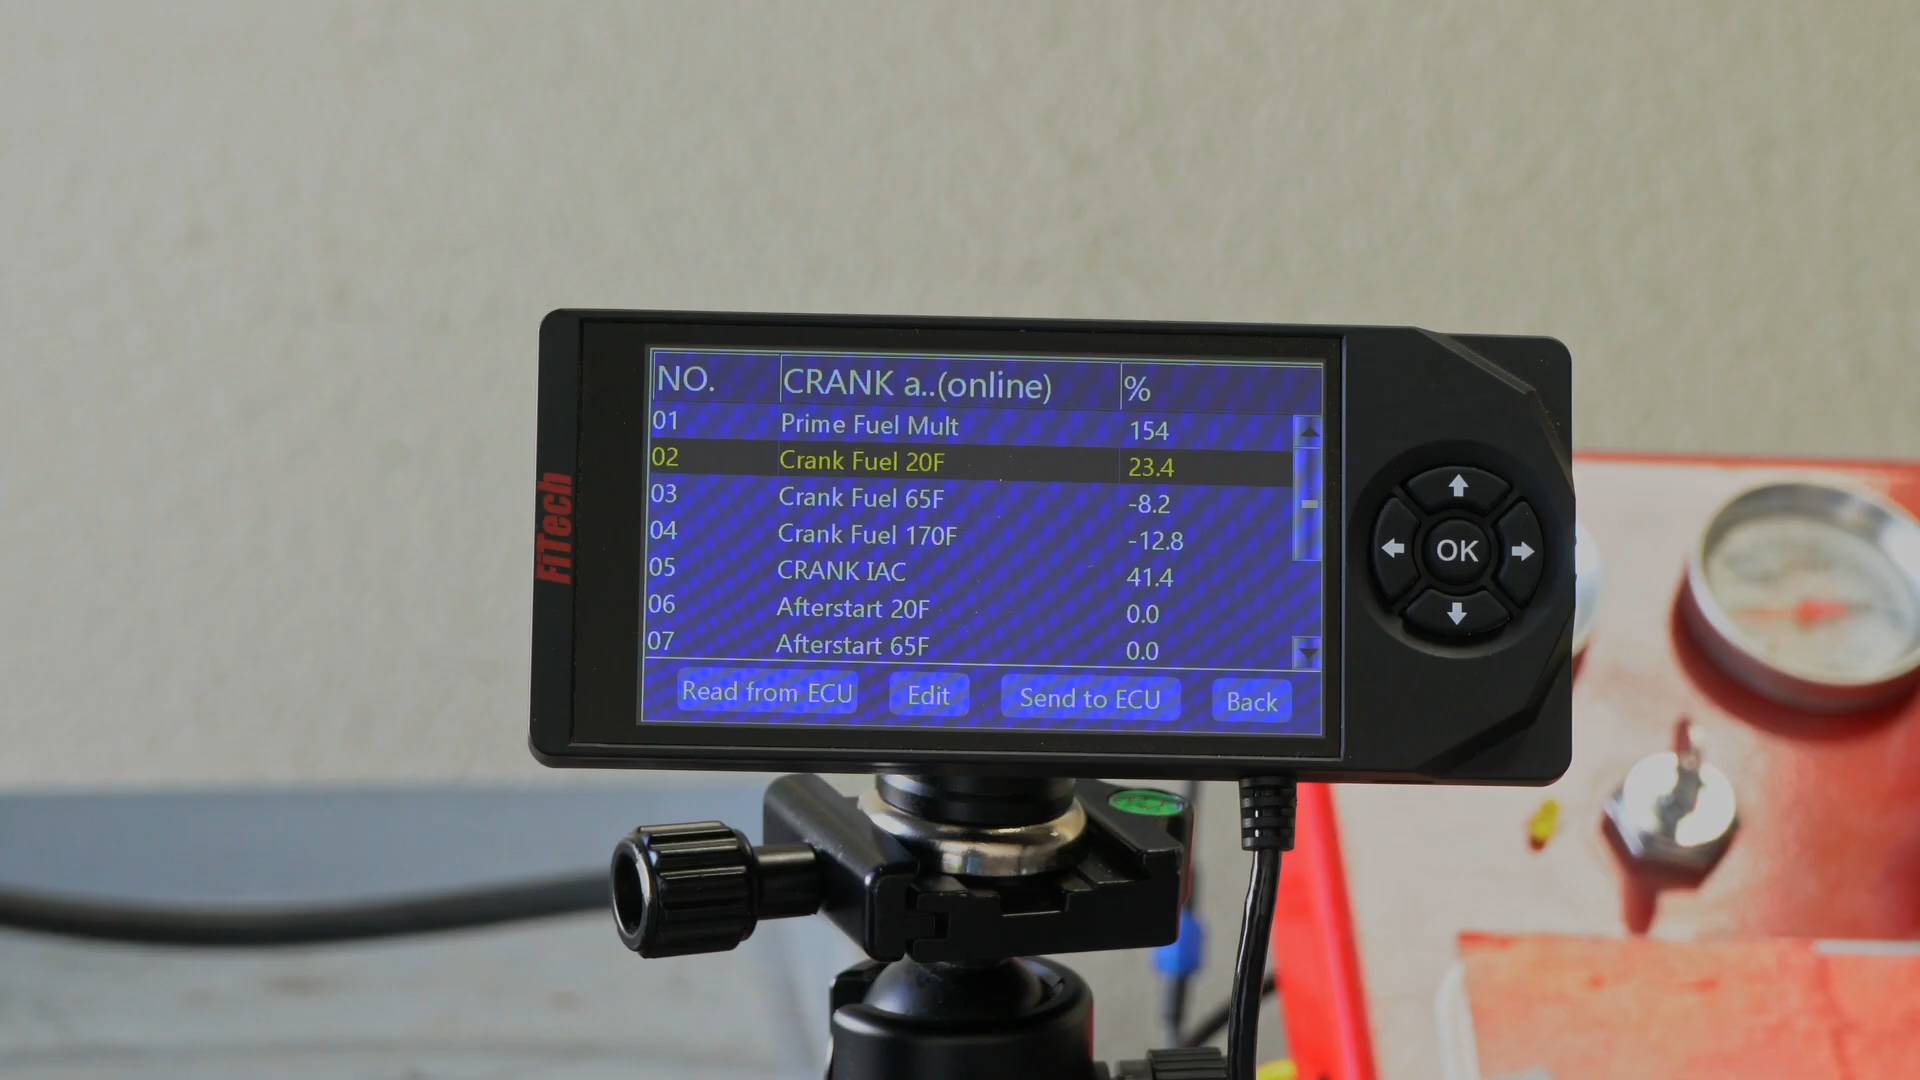 NO. CRANK a..(online) %
01 Prime Fuel Mult 154
02 Crank Fuel 20F 23.4
03 Crank Fuel 65F -8.2
04 Crank Fuel 170F -12.8
05 CRANK IAC 41.4
06 Afterstart 20F 0.0
07 Afterstart 65F 0.0
Read from ECU Edit Send to ECU Back
FiTech
OK